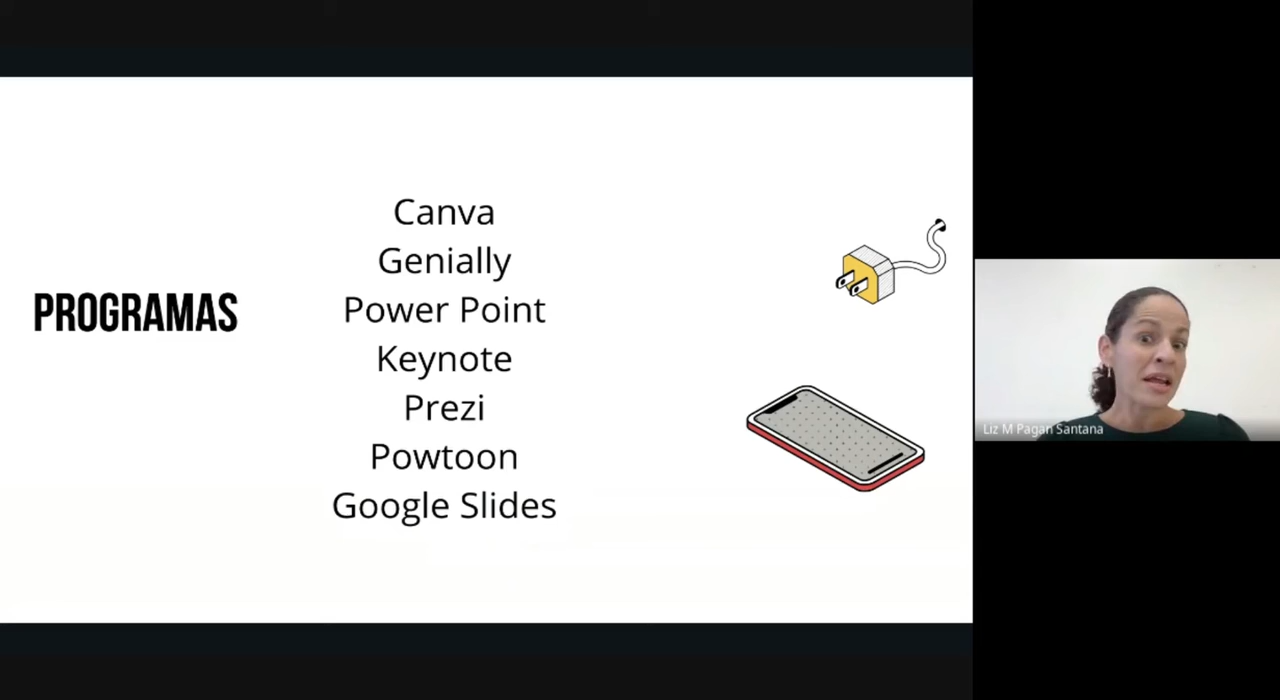 PROGRAMAS
Canva
Genially
Power Point
Keynote
Prezi
Powtoon
Google Slides
Liz M Pagan Santana